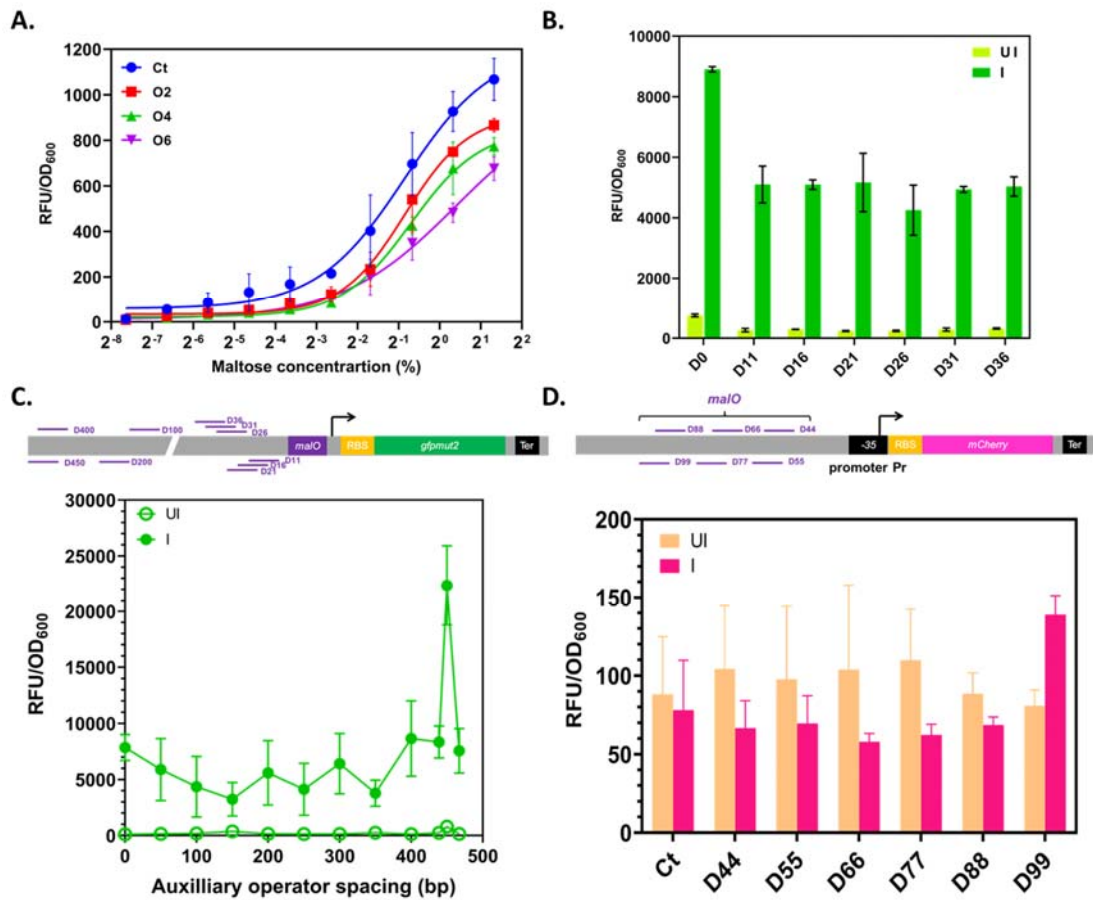 A.
1200
1000
800
600
400
200
0
RFU/OD600
Ct
O2
O4
O6
2-8 2-7 2-6 2-5 2-4 2-3 2-2 2-1 20 21 22
Maltose concentrartion (%)
B.
10000
8000
6000
4000
2000
0
RFU/OD600
U I
I
D0 D11 D16 D21 D26 D31 D36
C.
D400 D100 D36
D31
D26
malO RBS gfpmut2 Ter
D450 D200 D11
D16
D21
30000
25000
20000
15000
10000
5000
0
RFU/OD600
UI
I
0 100 200 300 400 500
Auxilliary operator spacing (bp)
D.
malO
D88 D66 D44
-35 RBS mCherry Ter
D99 D77 D55
promoter Pr
200
150
100
50
0
RFU/OD600
UI
I
Ct D44 D55 D66 D77 D88 D99